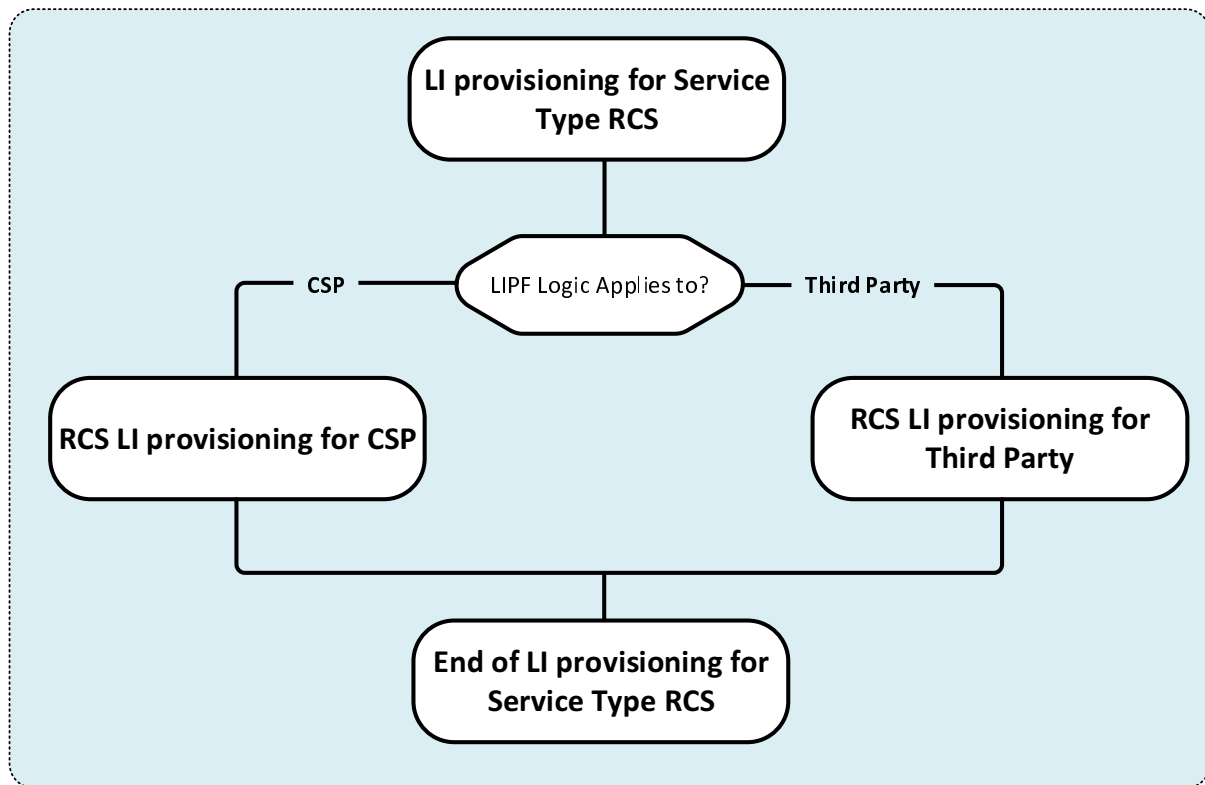 LI provisioning for Service
Type RCS
LIPF Logic Applies to?
CSP
Third Party
RCS LI provisioning for CSP
RCS LI provisioning for
Third Party
End of LI provisioning for
Service Type RCS